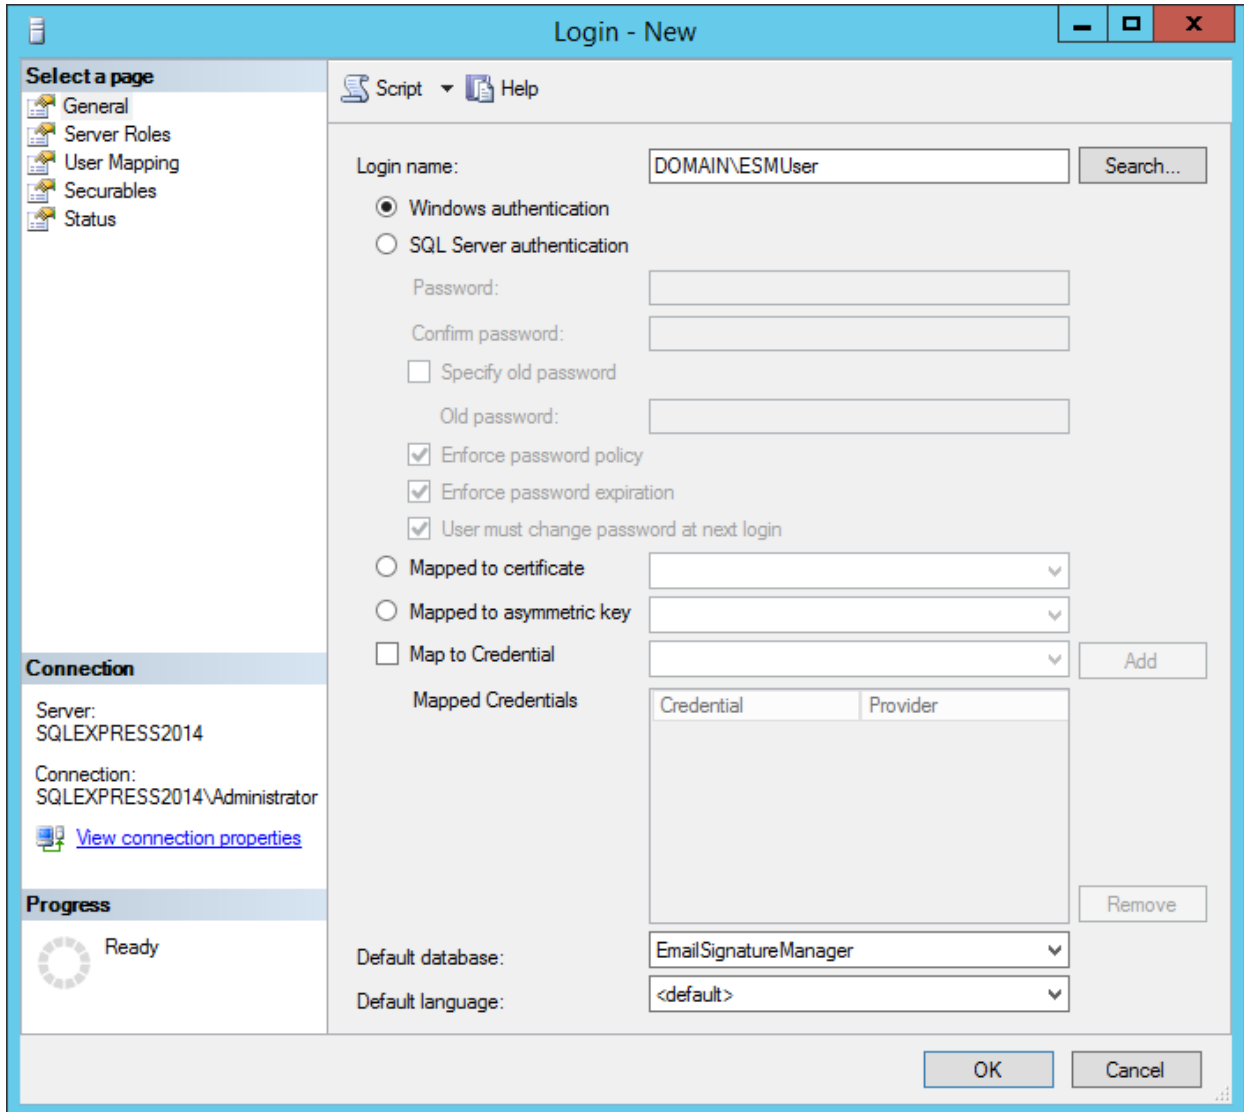 Login - New
Select a page
General
Server Roles
User Mapping
Securables
Status
Connection
Server:
SQLEXPRESS2014
Connection:
SQLEXPRESS2014\Administrator
View connection properties
Progress
Ready
Script Help
Login name: DOMAIN\ESMUser Search...
Windows authentication
SQL Server authentication
Password:
Confirm password:
Specify old password
Old password:
Enforce password policy
Enforce password expiration
User must change password at next login
Mapped to certificate
Mapped to asymmetric key
Map to Credential Add
Mapped Credentials Credential Provider
Remove
Default database: EmailSignatureManager
Default language: <default>
OK Cancel